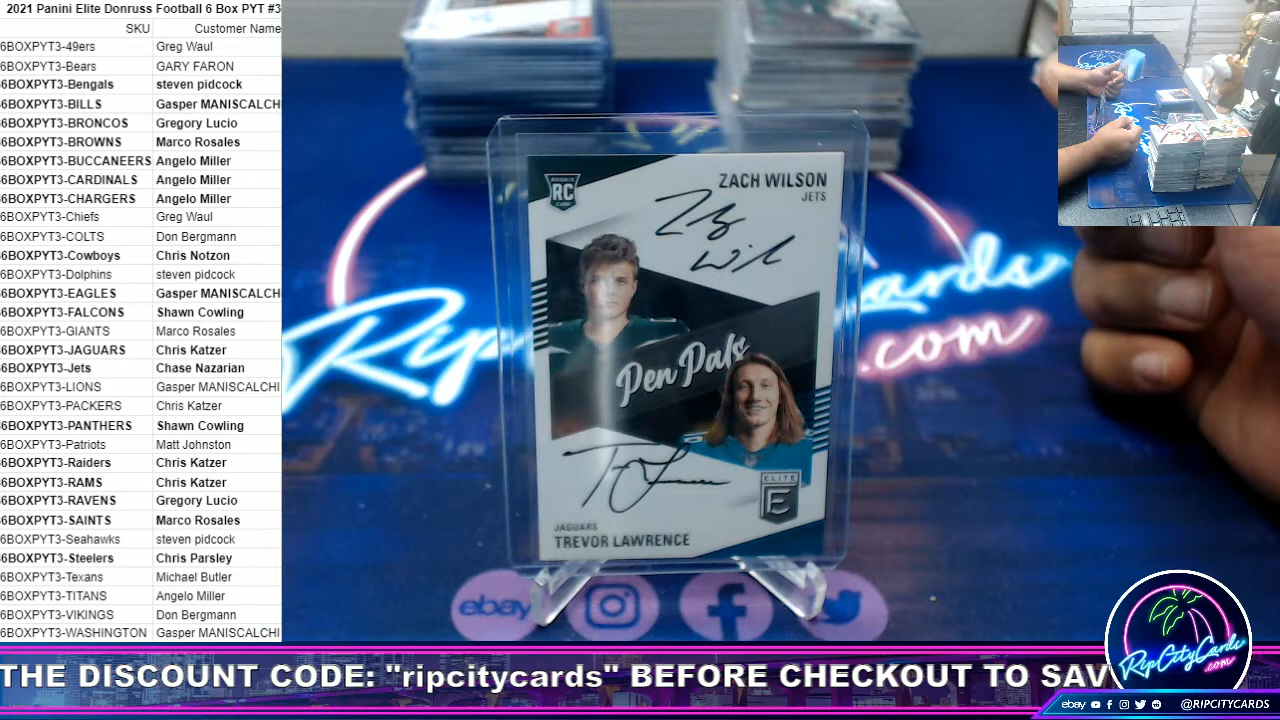 2021 Panini Elite Donruss Football 6 Box PYT #3
SKU Customer Name
6BOXPYT3-49ers Greg Waul
6BOXPYT3-Bears GARY FARON
6BOXPYT3-Bengals steven pidcock
6BOXPYT3-BILLS Gasper MANISCALCHI
6BOXPYT3-BRONCOS Gregory Lucio
6BOXPYT3-BROWNS Marco Rosales
6BOXPYT3-BUCCANEERS Angelo Miller
6BOXPYT3-CARDINALS Angelo Miller
6BOXPYT3-CHARGERS Angelo Miller
6BOXPYT3-Chiefs Greg Waul
6BOXPYT3-COLTS Don Bergmann
6BOXPYT3-Cowboys Chris Notzon
6BOXPYT3-Dolphins steven pidcock
6BOXPYT3-EAGLES Gasper MANISCALCH
6BOXPYT3-FALCONS Shawn Cowling
6BOXPYT3-GIANTS Marco Rosales
6BOXPYT3-JAGUARS Chris Katzer
6BOXPYT3-Jets Chase Nazarian
6BOXPYT3-LIONS Gasper MANISCALCHI
6BOXPYT3-PACKERS Chris Katzer
6BOXPYT3-PANTHERS Shawn Cowling
6BOXPYT3-Patriots Matt Johnston
6BOXPYT3-Raiders Chris Katzer
6BOXPYT3-RAMS Chris Katzer
6BOXPYT3-RAVENS Gregory Lucio
6BOXPYT3-SAINTS Marco Rosales
6BOXPYT3-Seahawks steven pidcock
6BOXPYT3-Steelers Chris Parsley
6BOXPYT3-Texans Michael Butler
6BOXPYT3-TITANS Angelo Miller
6BOXPYT3-VIKINGS Don Bergmann
6BOXPYT3-WASHINGTON Gasper MANISCALCHI
RC
ZACH WILSON
JETS
Pen Pals
ELITE
E
JAGUARS
TREVOR LAWRENCE
Rip
ards
.com
ebay
THE DISCOUNT CODE: "ripcitycards" BEFORE CHECKOUT TO SAV
RipCityCards
.com
ebay @RIPCITYCARDS